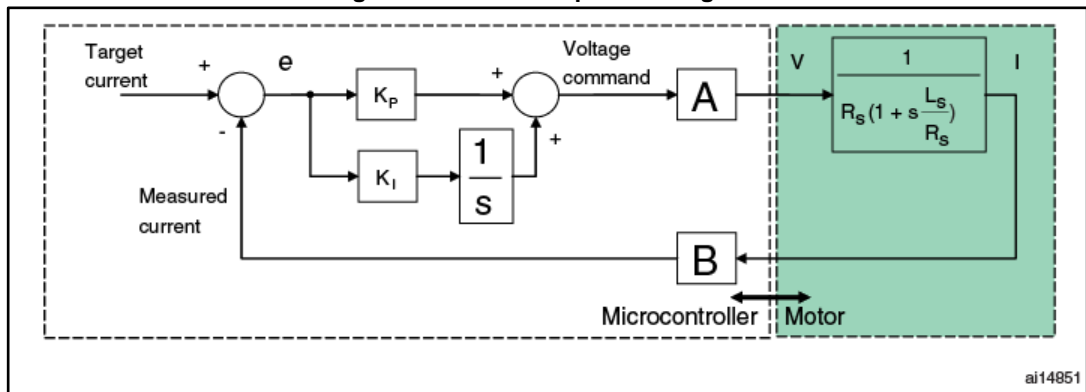 Target
current
+
e
-
K_P
K_I
1
s
+
+
Voltage
command
A
V
1
R_s(1 + s L_s
R_s)
I
Measured
current
B
Microcontroller
Motor
ai14851